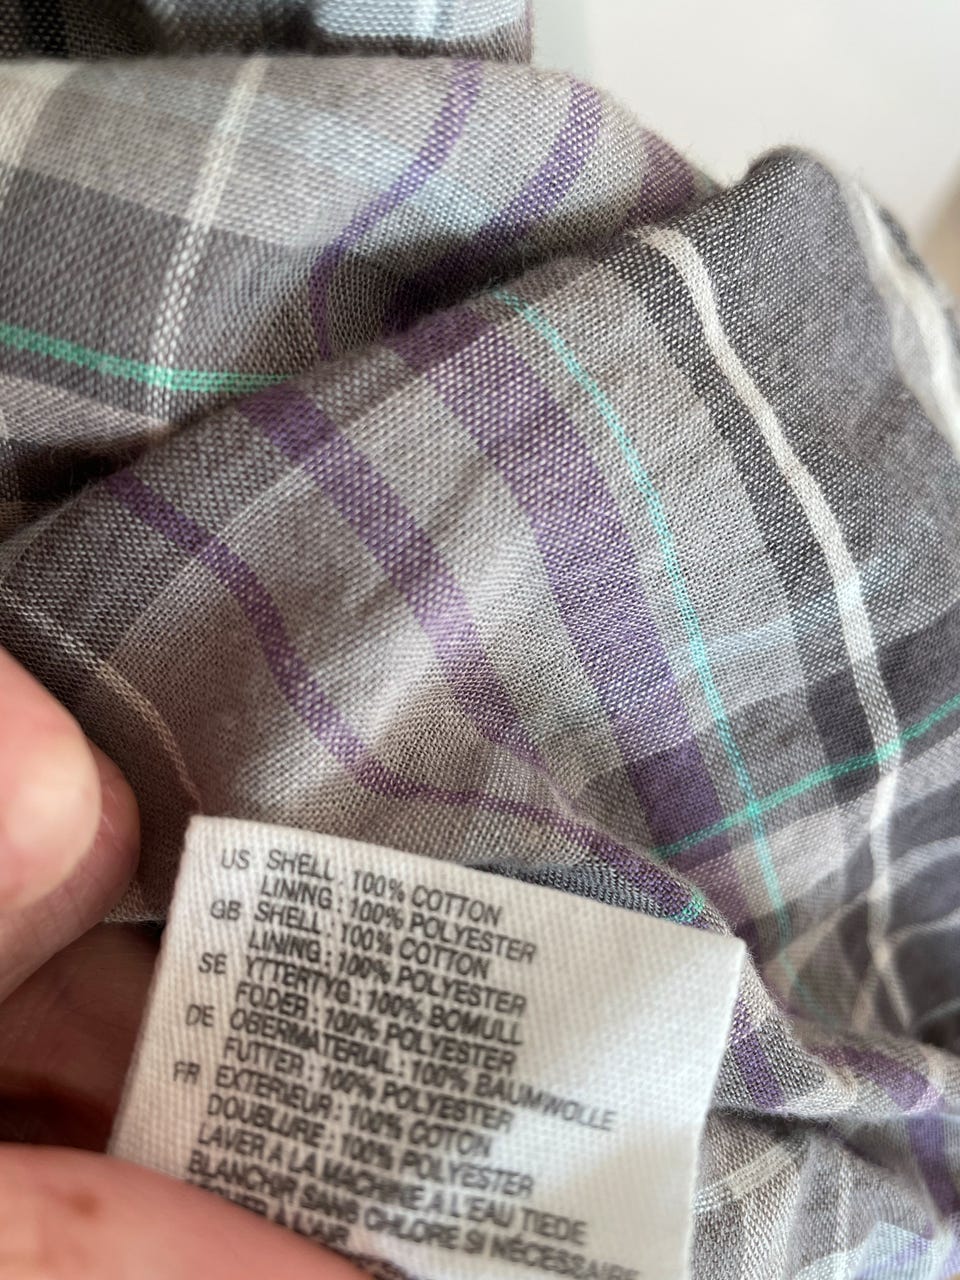 US SHELL : 100% COTTON
LINING : 100% POLYESTER
GB SHELL : 100% COTTON
LINING : 100% POLYESTER
SE YTTERTYG : 100% BOMULL
FODER : 100% POLYESTER
DE OBERMATERIAL : 100% BAUMWOLLE
FUTTER : 100% POLYESTER
FR EXTERIEUR : 100% COTON
DOUBLURE : 100% POLYESTER
LAVER A LA MACHINE A L'EAU TIEDE
BLANCHIR SANS CHLORE SI NECESSAIRE
A L'AIR